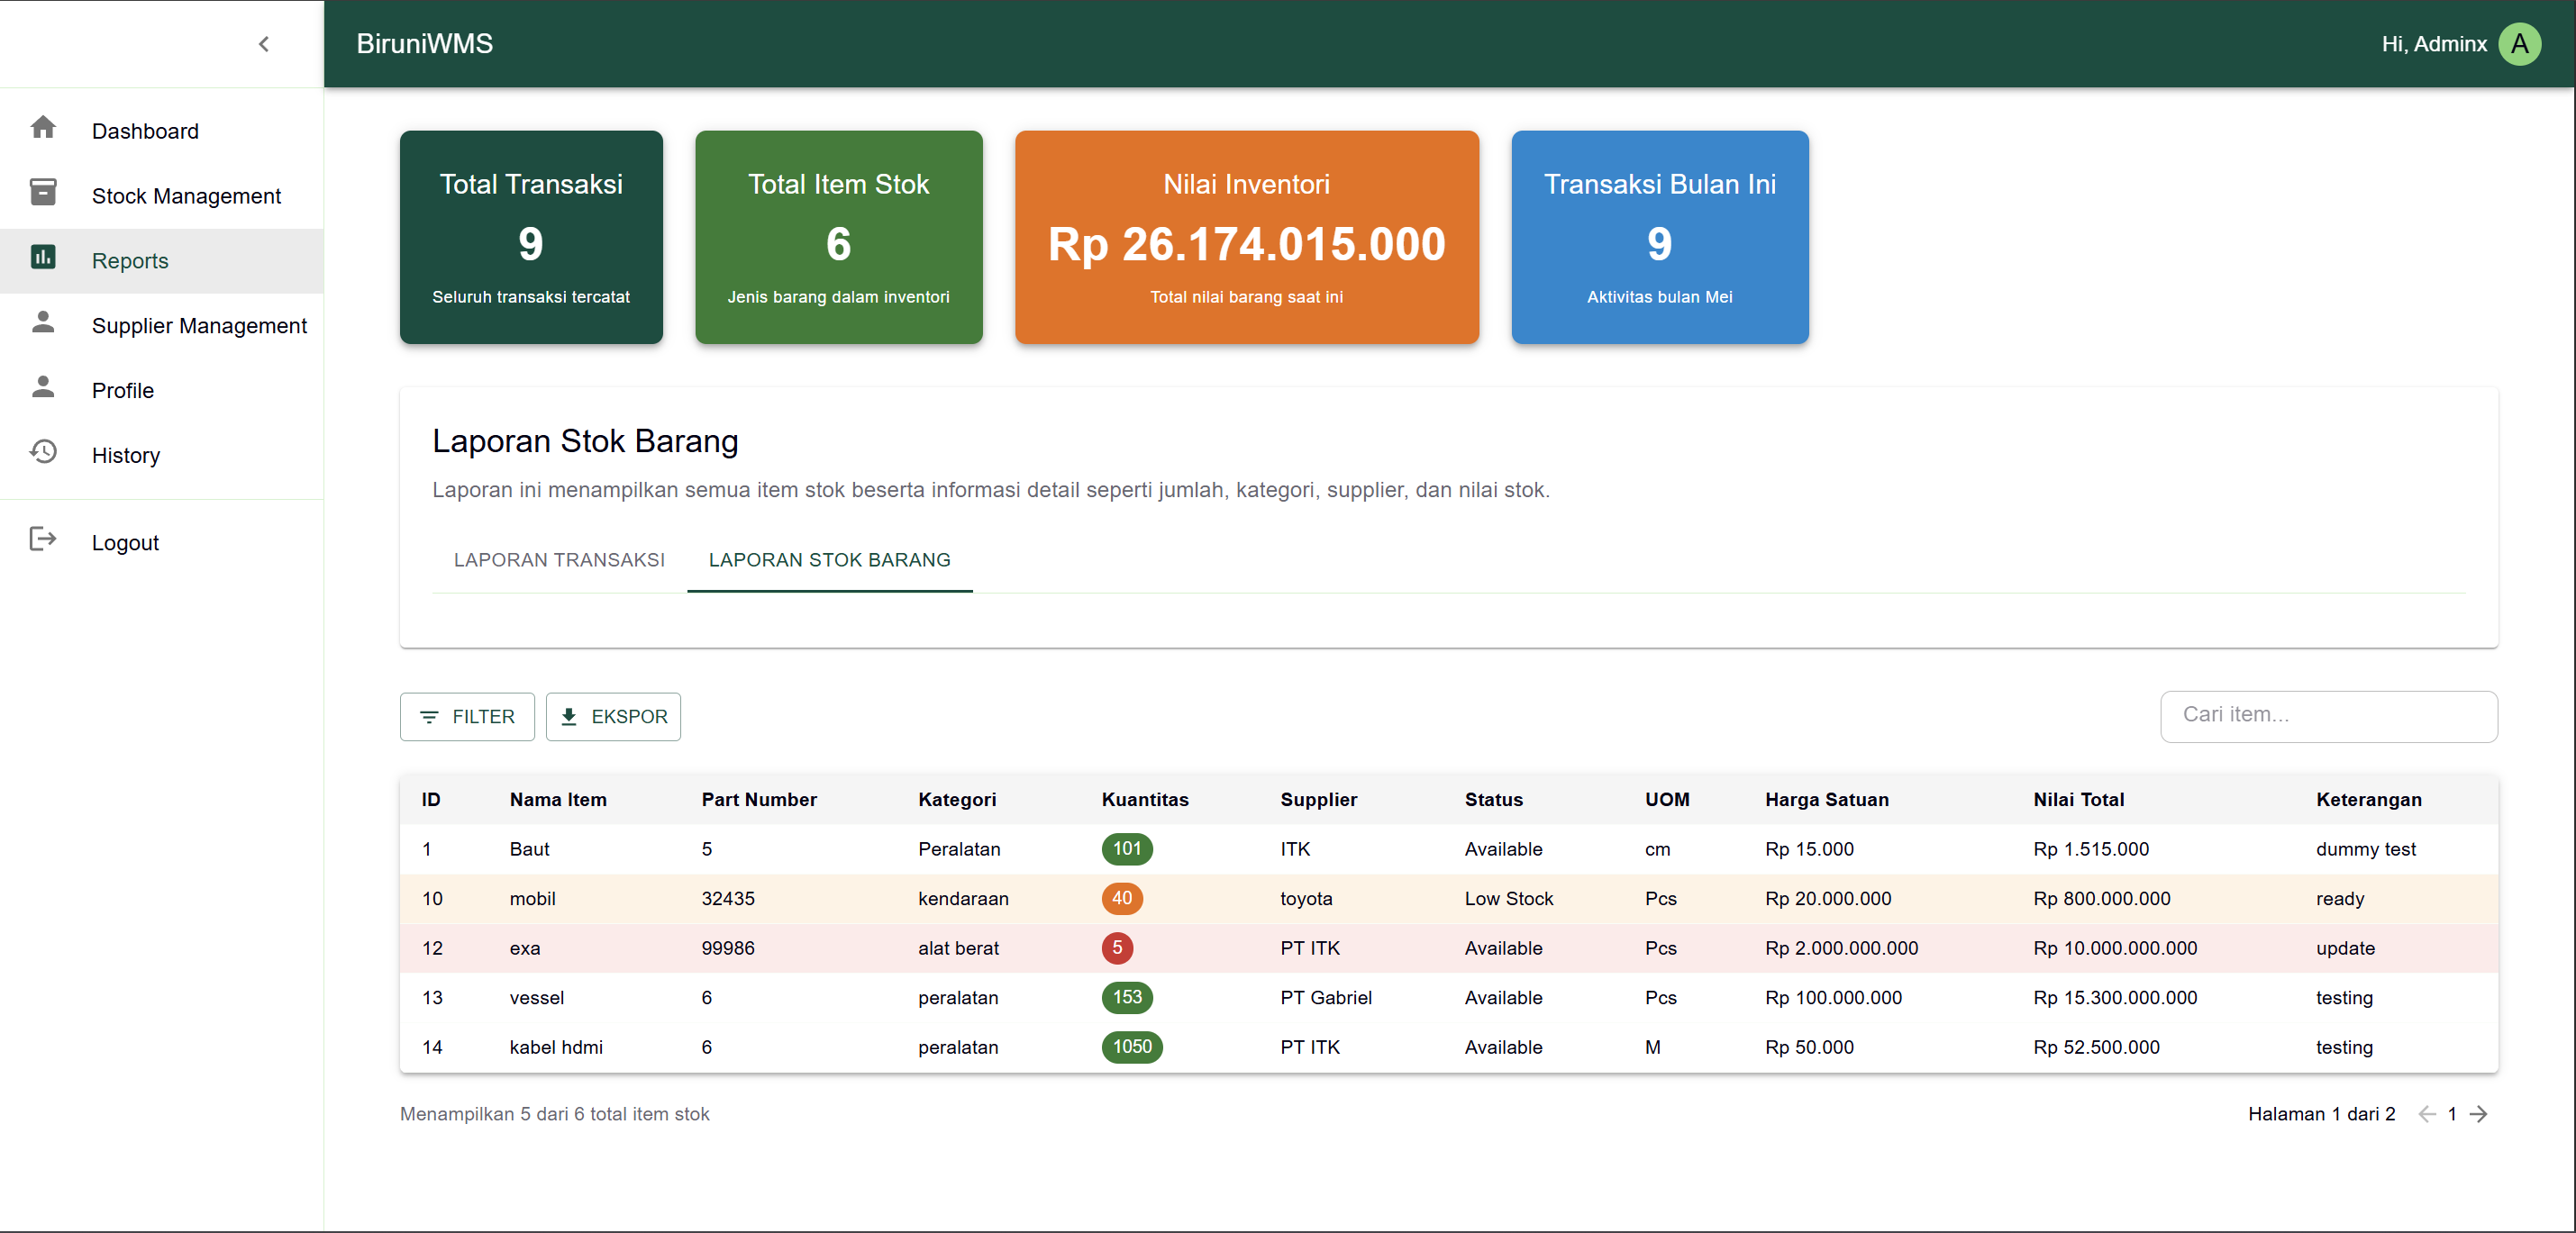 BiruniWMS
Hi, Adminx A
Dashboard
Stock Management
Reports
Supplier Management
Profile
History
Logout
Total Transaksi
9
Seluruh transaksi tercatat
Total Item Stok
6
Jenis barang dalam inventori
Nilai Inventori
Rp 26.174.015.000
Total nilai barang saat ini
Transaksi Bulan Ini
9
Aktivitas bulan Mei
Laporan Stok Barang
Laporan ini menampilkan semua item stok beserta informasi detail seperti jumlah, kategori, supplier, dan nilai stok.
LAPORAN TRANSAKSI LAPORAN STOK BARANG
FILTER EKSPOR Cari item...
ID Nama Item Part Number Kategori Kuantitas Supplier Status UOM Harga Satuan Nilai Total Keterangan
1 Baut 5 Peralatan 101 ITK Available cm Rp 15.000 Rp 1.515.000 dummy test
10 mobil 32435 kendaraan 40 toyota Low Stock Pcs Rp 20.000.000 Rp 800.000.000 ready
12 exa 99986 alat berat 5 PT ITK Available Pcs Rp 2.000.000.000 Rp 10.000.000.000 update
13 vessel 6 peralatan 153 PT Gabriel Available Pcs Rp 100.000.000 Rp 15.300.000.000 testing
14 kabel hdmi 6 peralatan 1050 PT ITK Available M Rp 50.000 Rp 52.500.000 testing
Menampilkan 5 dari 6 total item stok Halaman 1 dari 2 1